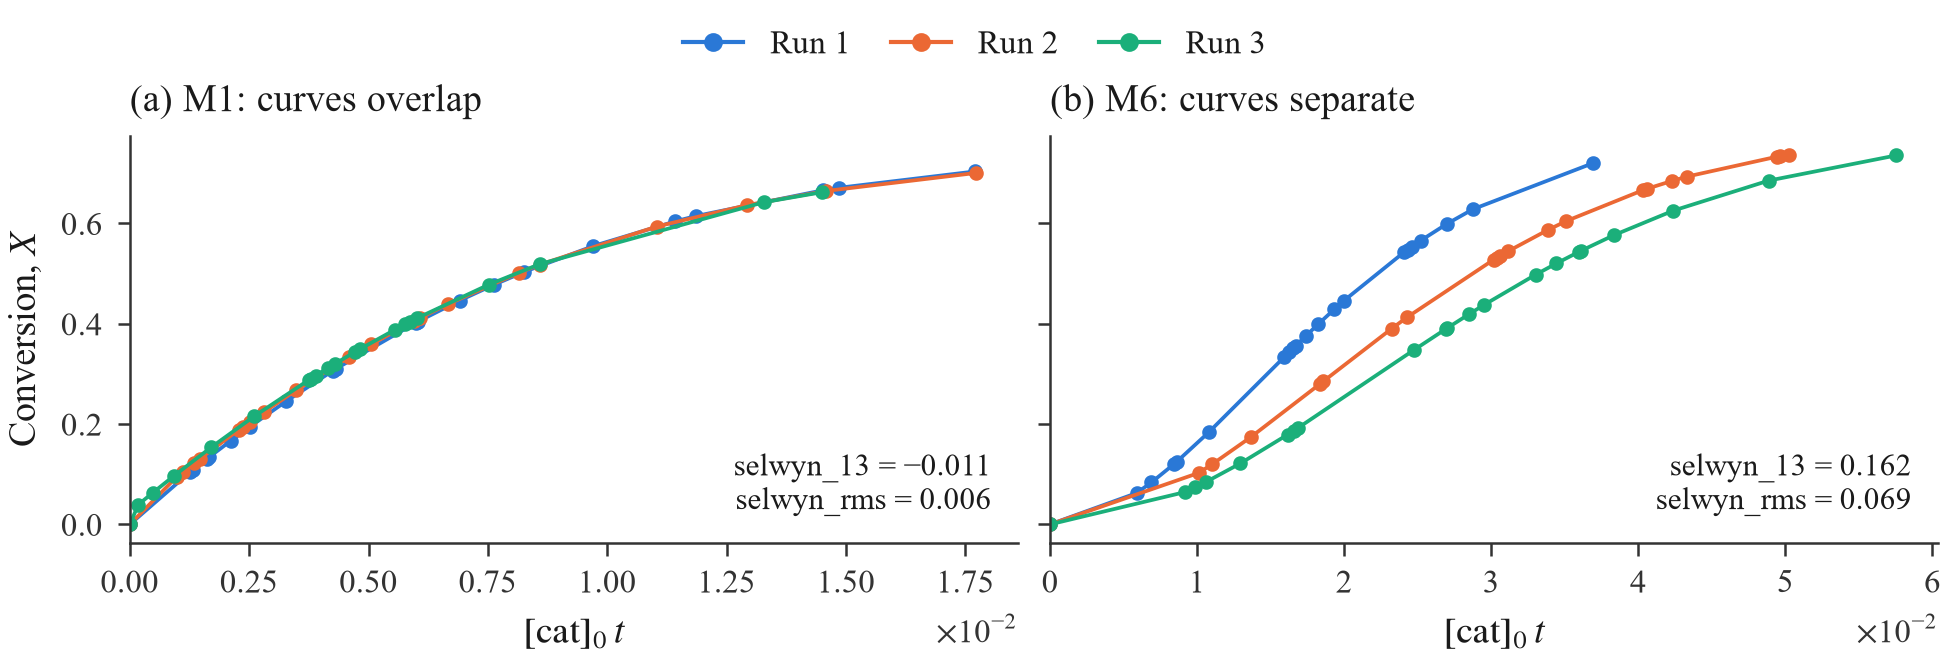 Run 1 Run 2 Run 3
(a) M1: curves overlap
Conversion, X
0.6
0.4
0.2
0.0
selwyn_13 = −0.011
selwyn_rms = 0.006
0.00 0.25 0.50 0.75 1.00 1.25 1.50 1.75
[cat]₀ t
×10⁻²
(b) M6: curves separate
selwyn_13 = 0.162
selwyn_rms = 0.069
0 1 2 3 4 5 6
[cat]₀ t
×10⁻²